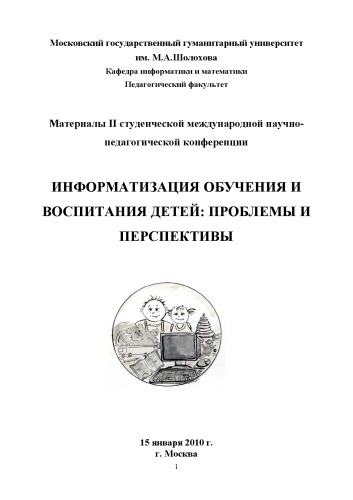 Московский государственный гуманитарный университет
им. М.А.Шолохова
Кафедра информатики и математики
Педагогический факультет
Материалы II студенческой международной научно-
педагогической конференции
ИНФОРМАТИЗАЦИЯ ОБУЧЕНИЯ И
ВОСПИТАНИЯ ДЕТЕЙ: ПРОБЛЕМЫ И
ПЕРСПЕКТИВЫ
15 января 2010 г.
г. Москва
1